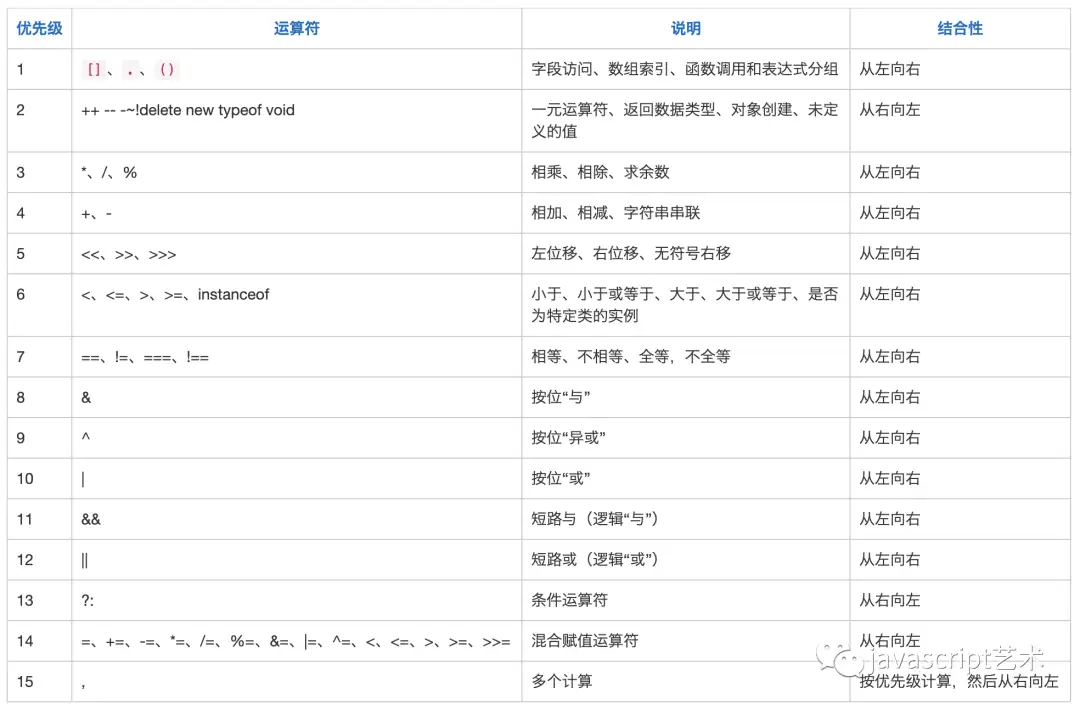 优先级 运算符 说明 结合性
1 []、.、() 字段访问、数组索引、函数调用和表达式分组 从左向右
2 ++ -- -~!delete new typeof void 一元运算符、返回数据类型、对象创建、未定 从右向左
义的值
3 *、/、% 相乘、相除、求余数 从左向右
4 +、- 相加、相减、字符串串联 从左向右
5 <<、>>、>>> 左位移、右位移、无符号右移 从左向右
6 <、<=、>、>=、instanceof 小于、小于或等于、大于、大于或等于、是否 从左向右
为特定类的实例
7 ==、!=、===、!== 相等、不相等、全等，不全等 从左向右
8 & 按位“与” 从左向右
9 ^ 按位“异或” 从左向右
10 | 按位“或” 从左向右
11 && 短路与（逻辑“与”） 从左向右
12 || 短路或（逻辑“或”） 从左向右
13 ?: 条件运算符 从右向左
14 =、+=、-=、*=、/=、%=、&=、|=、^=、<、<=、>、>=、>>= 混合赋值运算符 从右向左
javascript艺术
15 , 多个计算 按优先级计算，然后从右向左